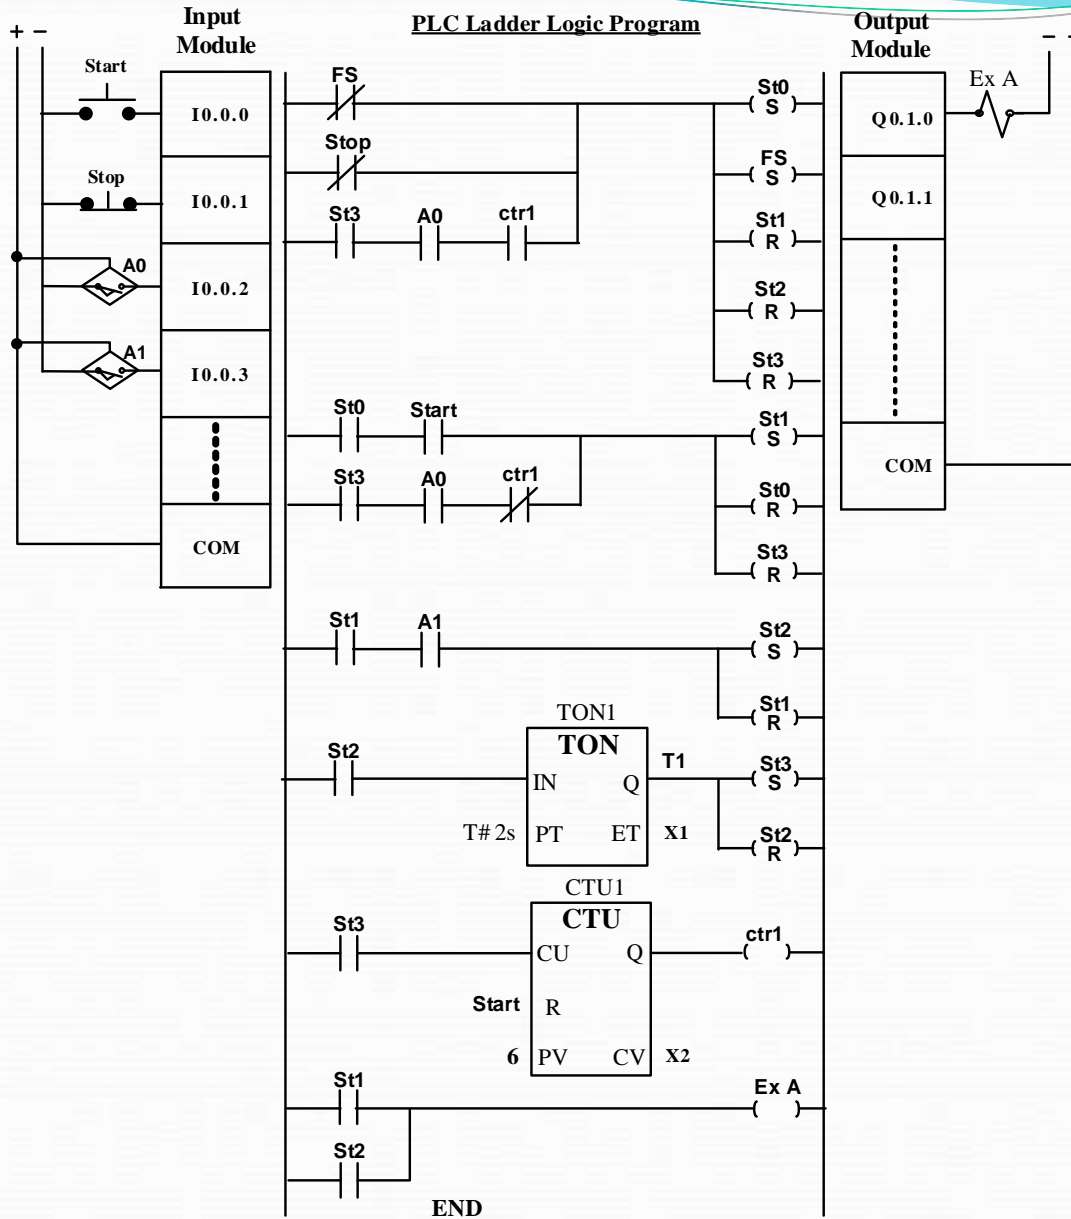 PLC Ladder Logic Program
+ −
Input
Module
Start
I0.0.0
Stop
I0.0.1
A0
I0.0.2
A1
I0.0.3
COM
FS
St0
S
Stop
FS
S
St3 A0 ctr1
St1
R
St2
R
St3
R
St0 Start
St1
S
St3 A0 ctr1
St0
R
St3
R
St1 A1
St2
S
St1
R
TON1
TON
St2
IN Q
T1
St3
S
T# 2s
PT ET
X1
St2
R
CTU1
CTU
St3
CU Q
ctr1
Start
R
6
PV CV
X2
St1
Ex A
St2
END
Output
Module
Ex A
Q0.1.0
Q0.1.1
COM